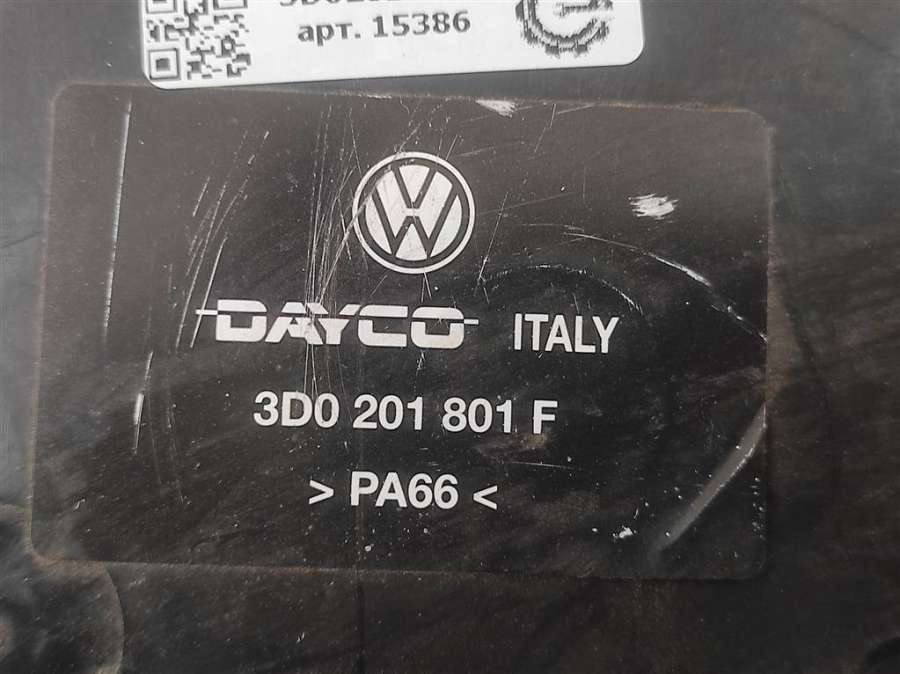 арт. 15386
DAYCO ITALY
3D0 201 801 F
> PA66 <